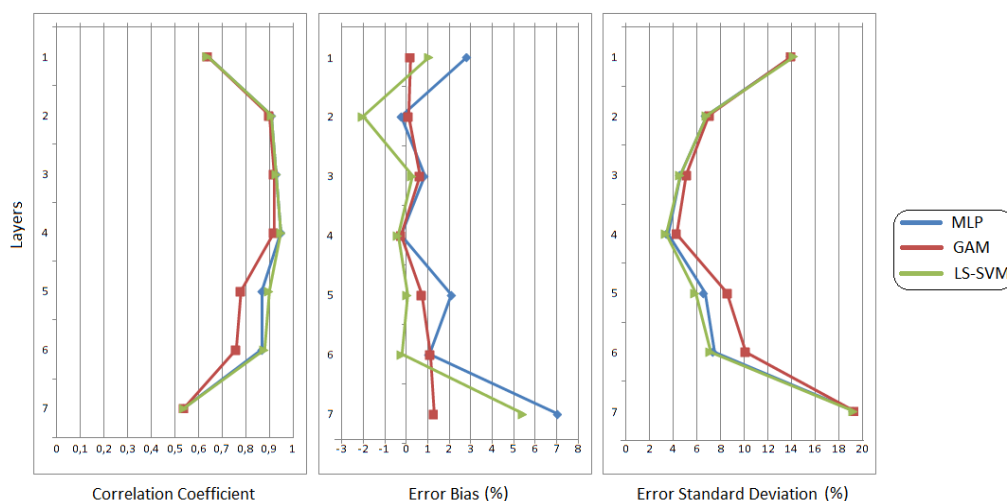 1
2
3
4
5
6
7
0 0,1 0,2 0,3 0,4 0,5 0,6 0,7 0,8 0,9 1
Correlation Coefficient
Layers
1
2
3
4
5
6
7
-3 -2 -1 0 1 2 3 4 5 6 7 8
Error Bias (%)
1
2
3
4
5
6
7
0 2 4 6 8 10 12 14 16 18 20
Error Standard Deviation (%)
MLP
GAM
LS-SVM